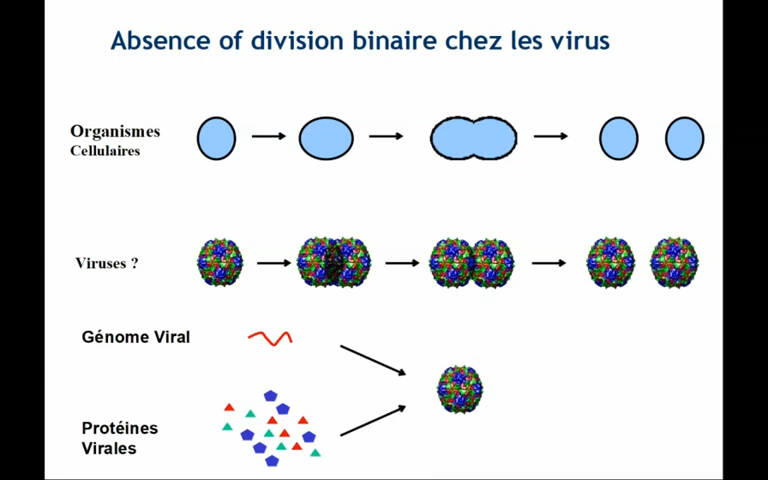 Absence of division binaire chez les virus
Organismes
Cellulaires
Viruses ?
Génome Viral
Protéines
Virales